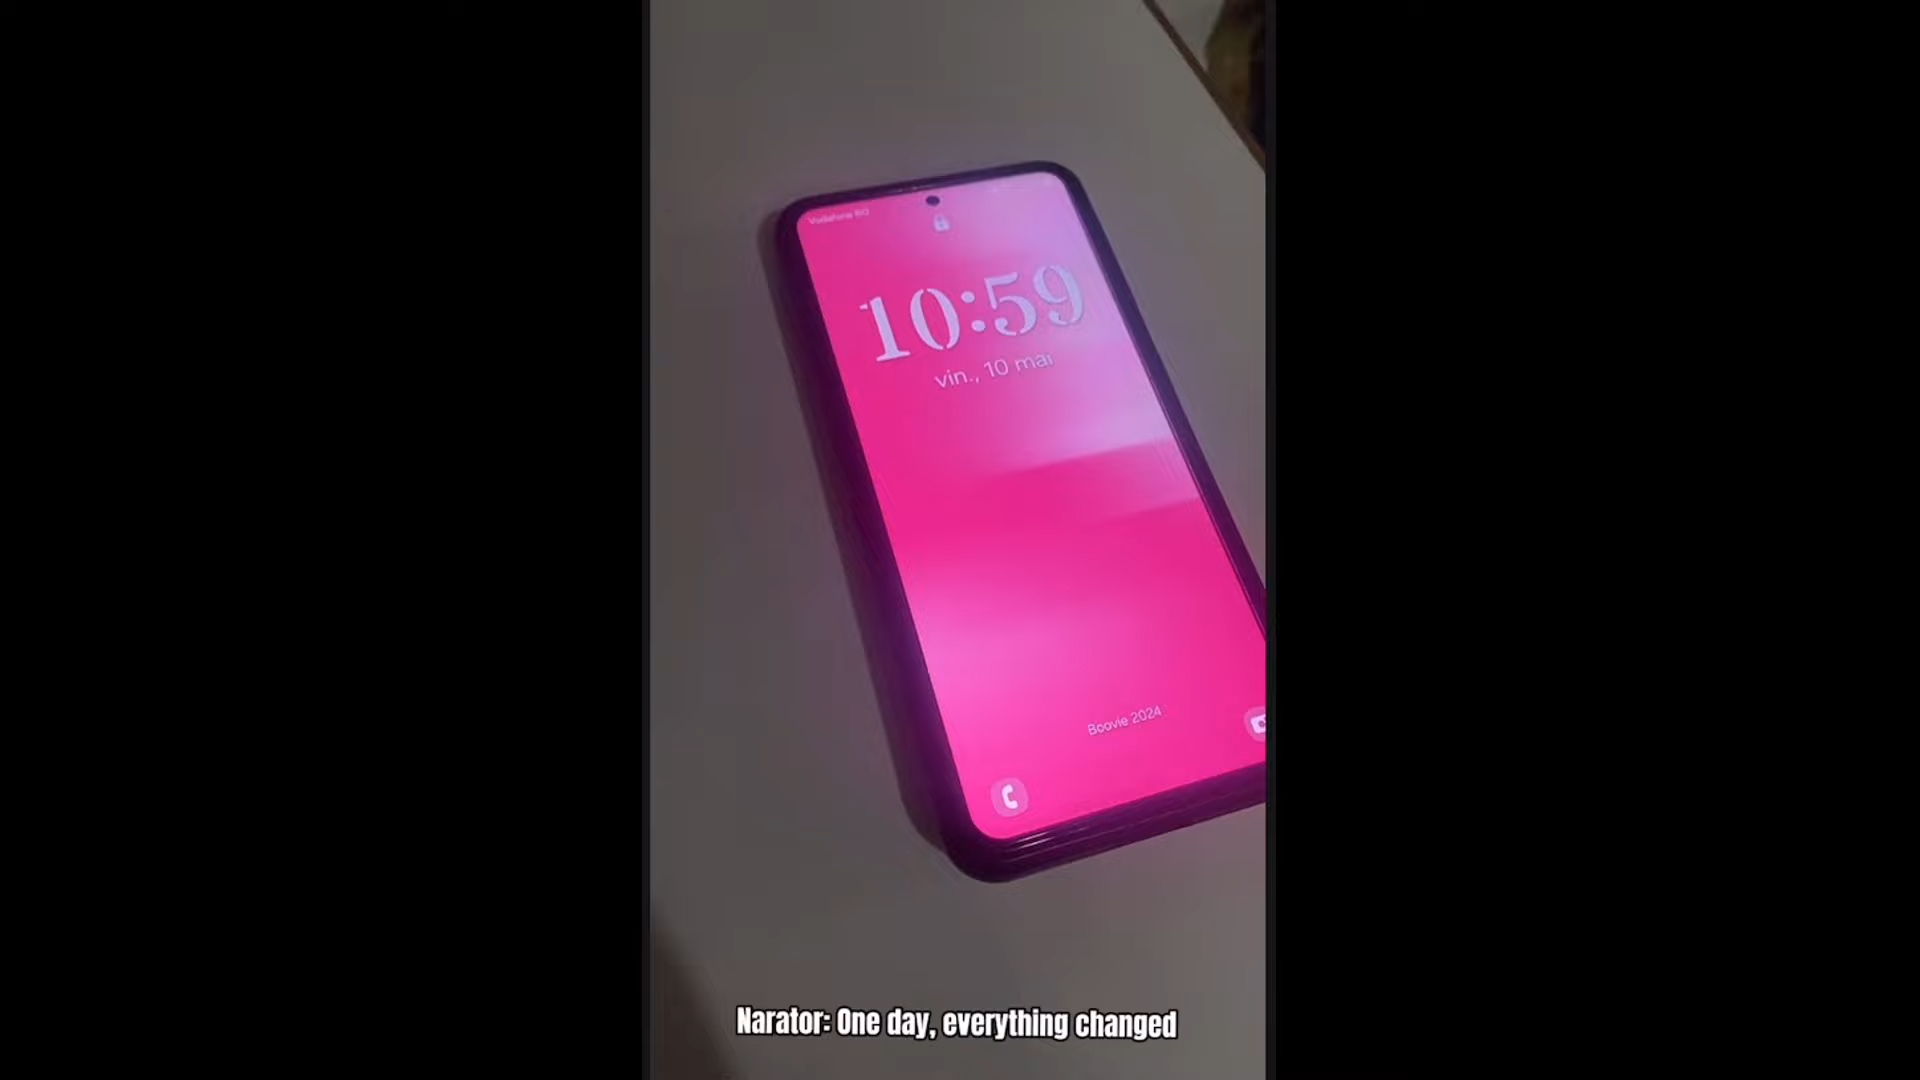 Vodafone RO
10:59
vin., 10 mai
Boovie 2024
Narator: One day, everything changed